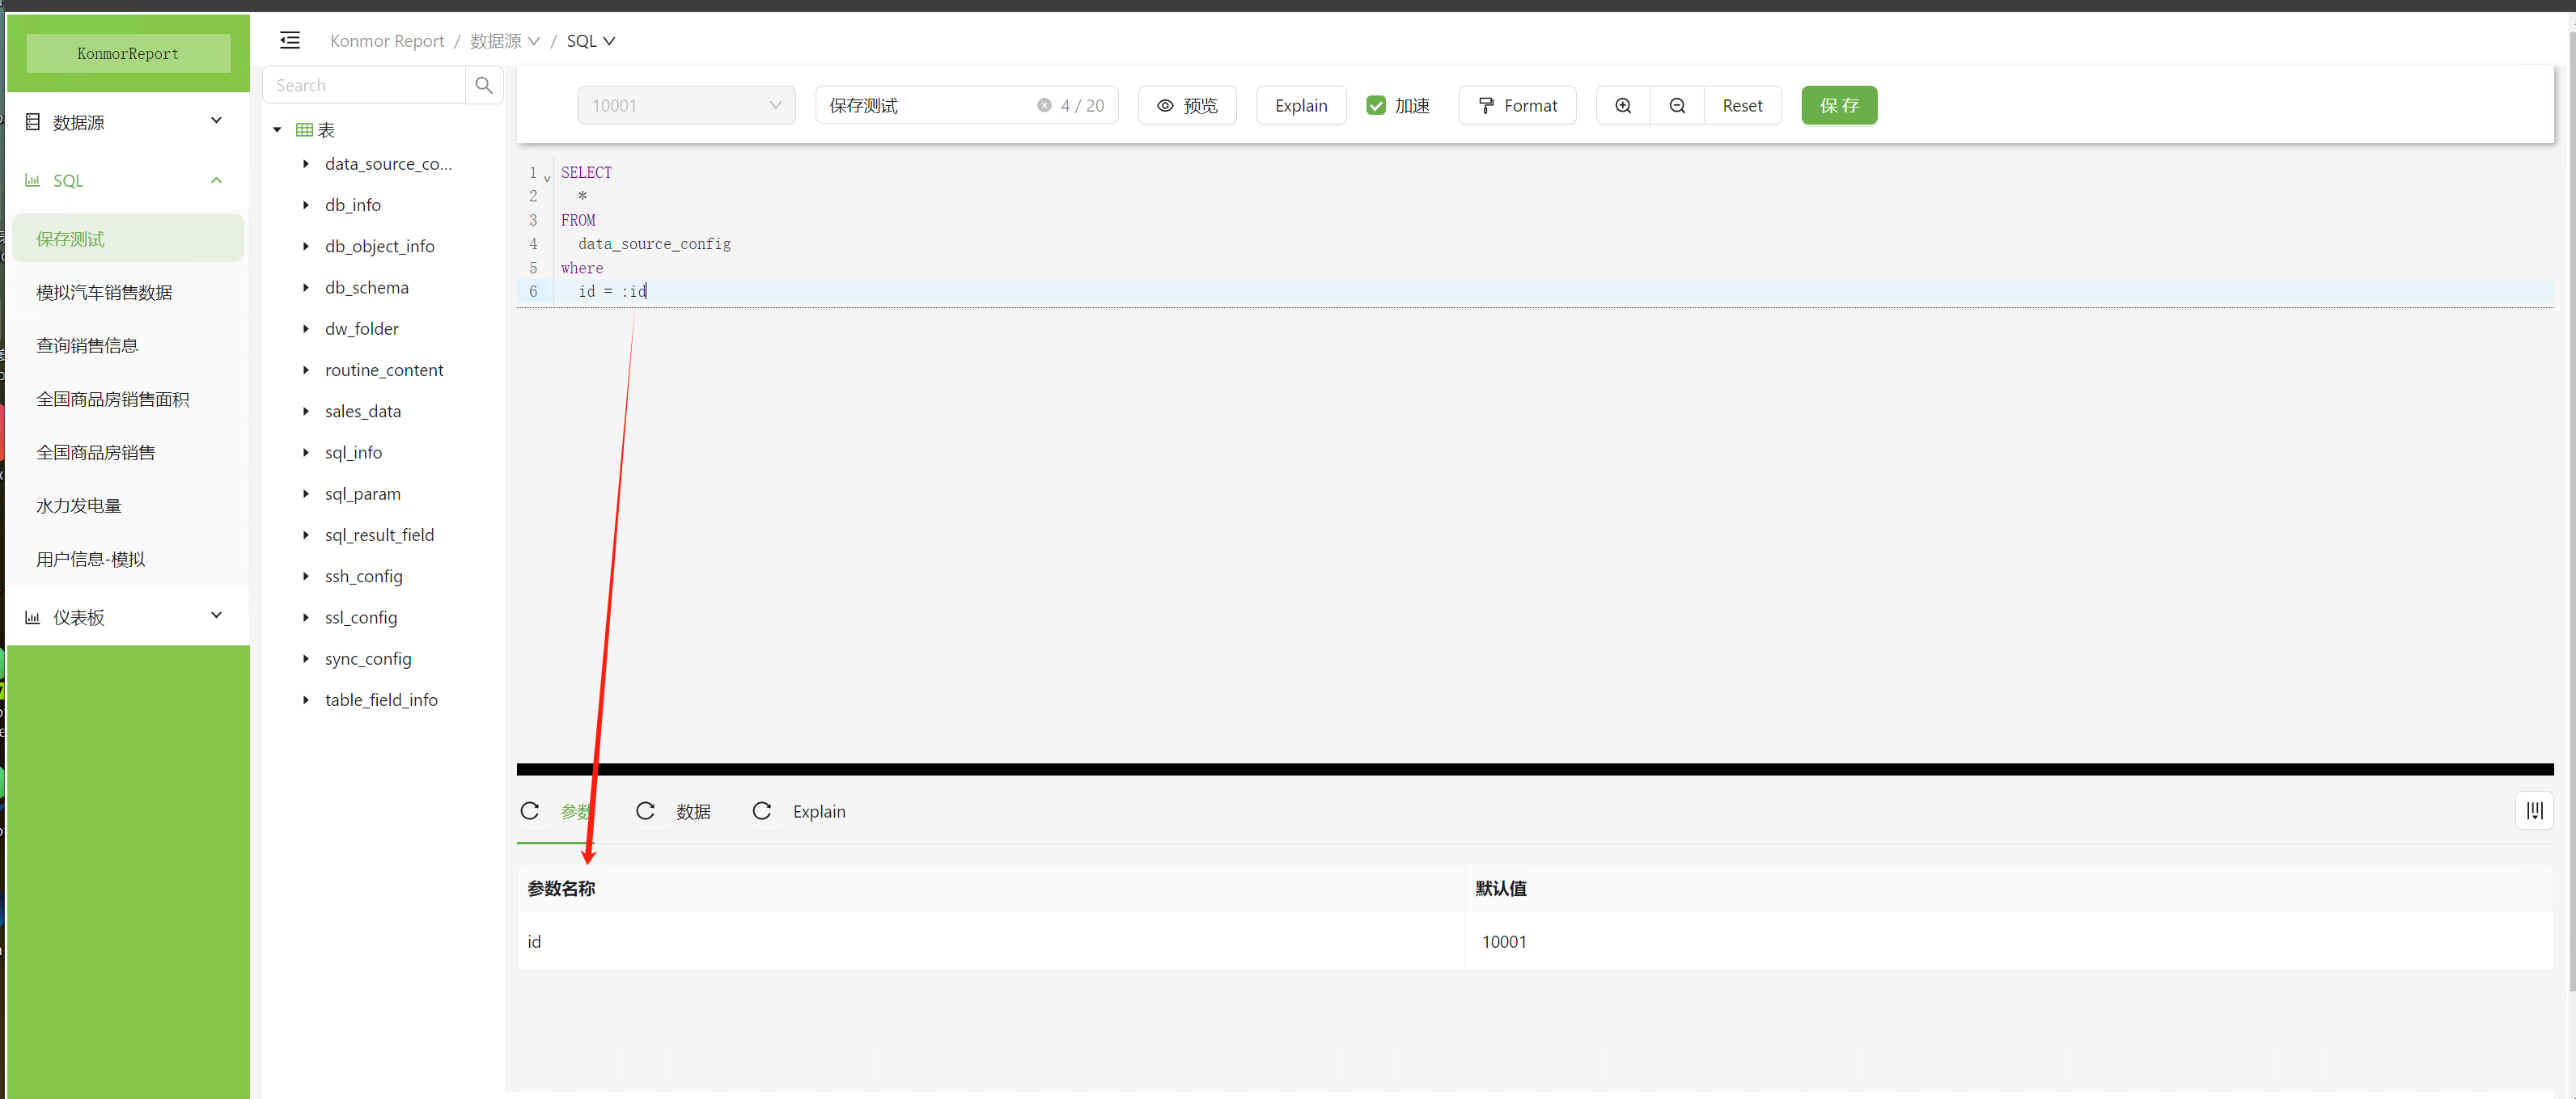 KonmorReport
数据源
SQL
保存测试
模拟汽车销售数据
查询销售信息
全国商品房销售面积
全国商品房销售
水力发电量
用户信息-模拟
仪表板
Konmor Report / 数据源 / SQL
Search
表
data_source_co...
db_info
db_object_info
db_schema
dw_folder
routine_content
sales_data
sql_info
sql_param
sql_result_field
ssh_config
ssl_config
sync_config
table_field_info
10001 保存测试 4 / 20 预览 Explain 加速 Format Reset 保 存
1 SELECT
2 *
3 FROM
4 data_source_config
5 where
6 id = :id
参数 数据 Explain
参数名称 默认值
id 10001